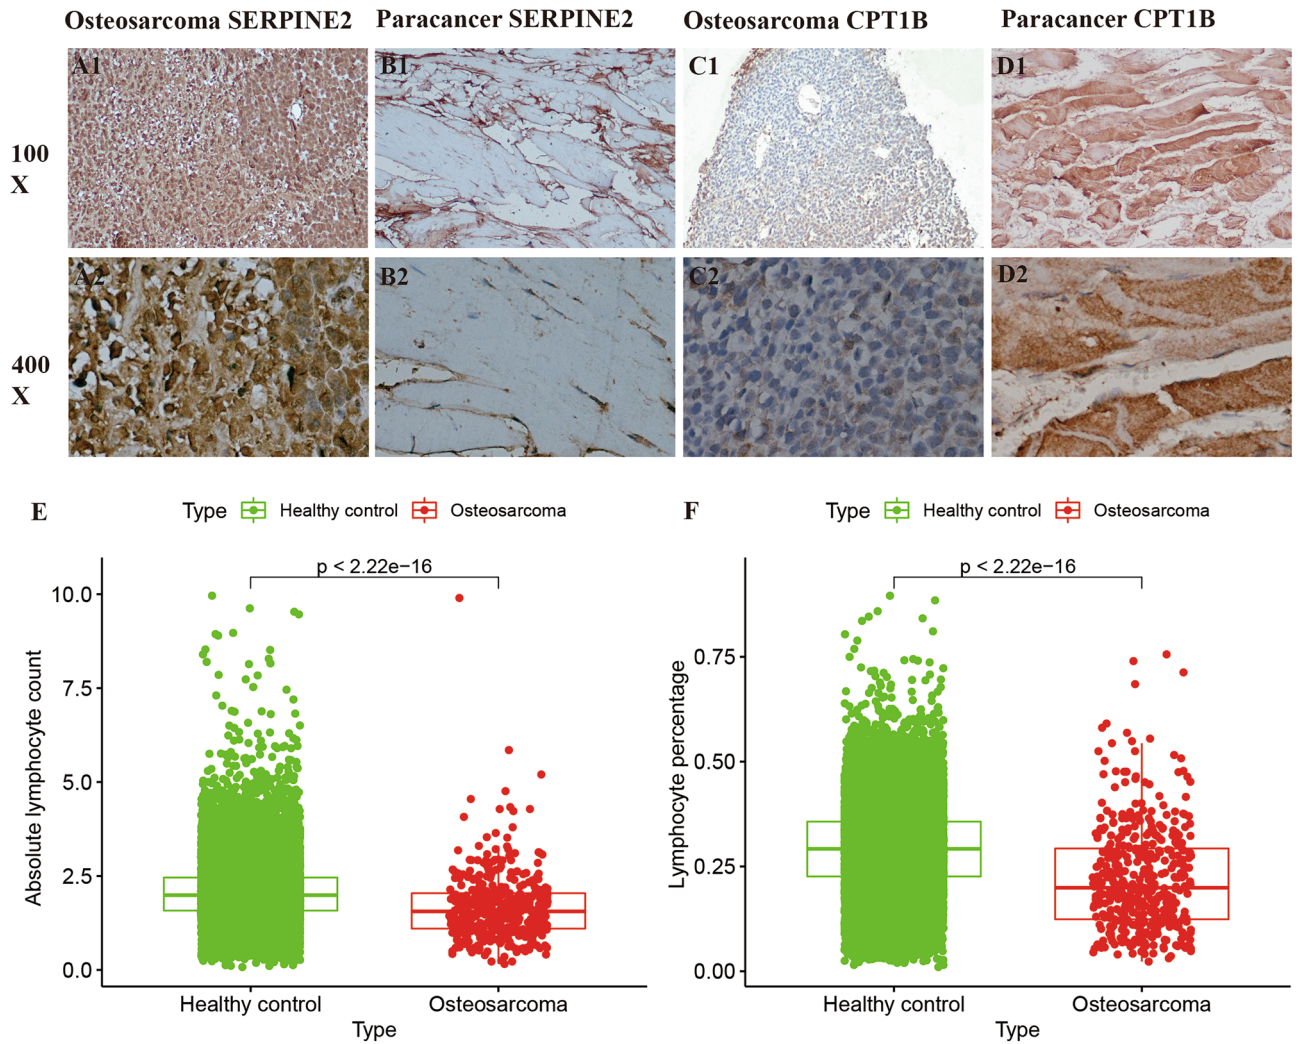 Osteosarcoma SERPINE2 Paracancer SERPINE2 Osteosarcoma CPT1B Paracancer CPT1B
A1 B1 C1 D1
100
X
A2 B2 C2 D2
400
X
E Type Healthy control Osteosarcoma
F Type Healthy control Osteosarcoma
p < 2.22e−16
10.0
7.5
5.0
2.5
0.0
Absolute lymphocyte count
Healthy control Osteosarcoma
Type
p < 2.22e−16
0.75
0.50
0.25
0.00
Lymphocyte percentage
Healthy control Osteosarcoma
Type